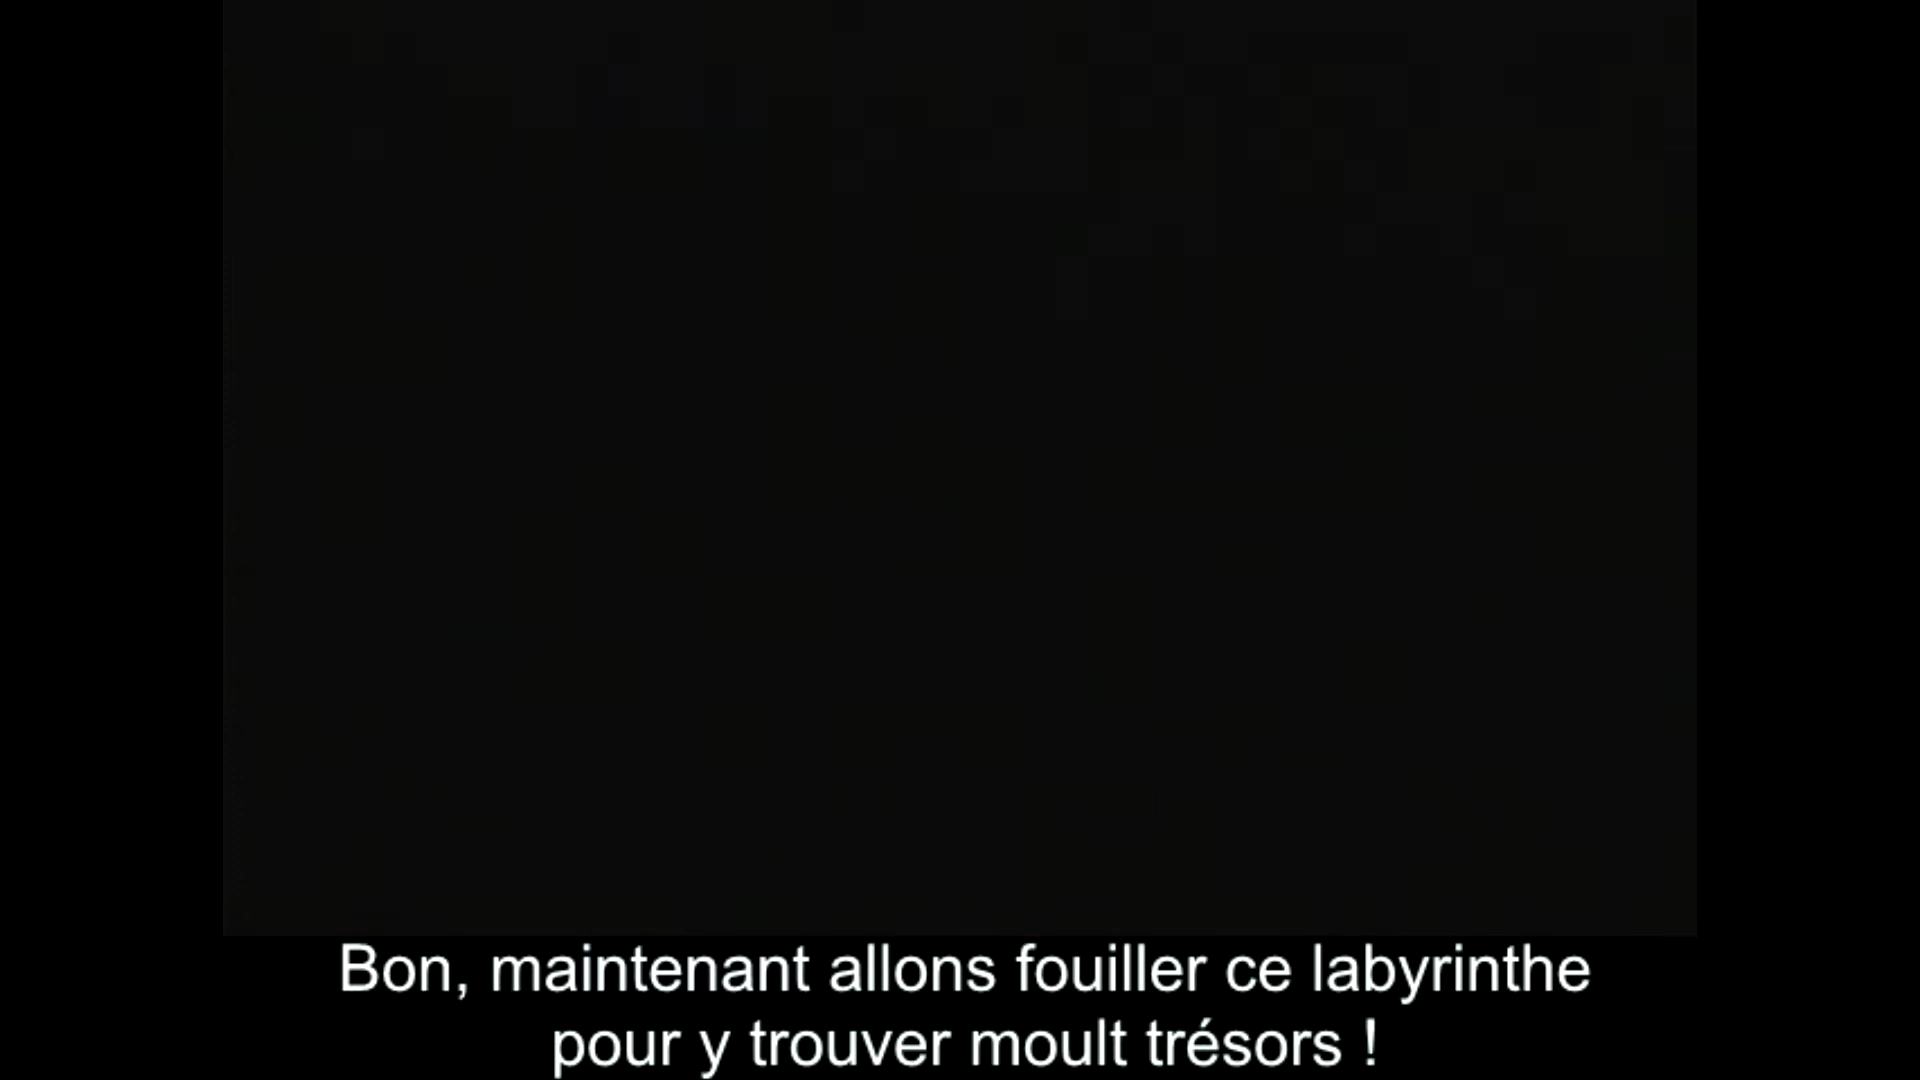 Bon, maintenant allons fouiller ce labyrinthe
pour y trouver moult trésors !